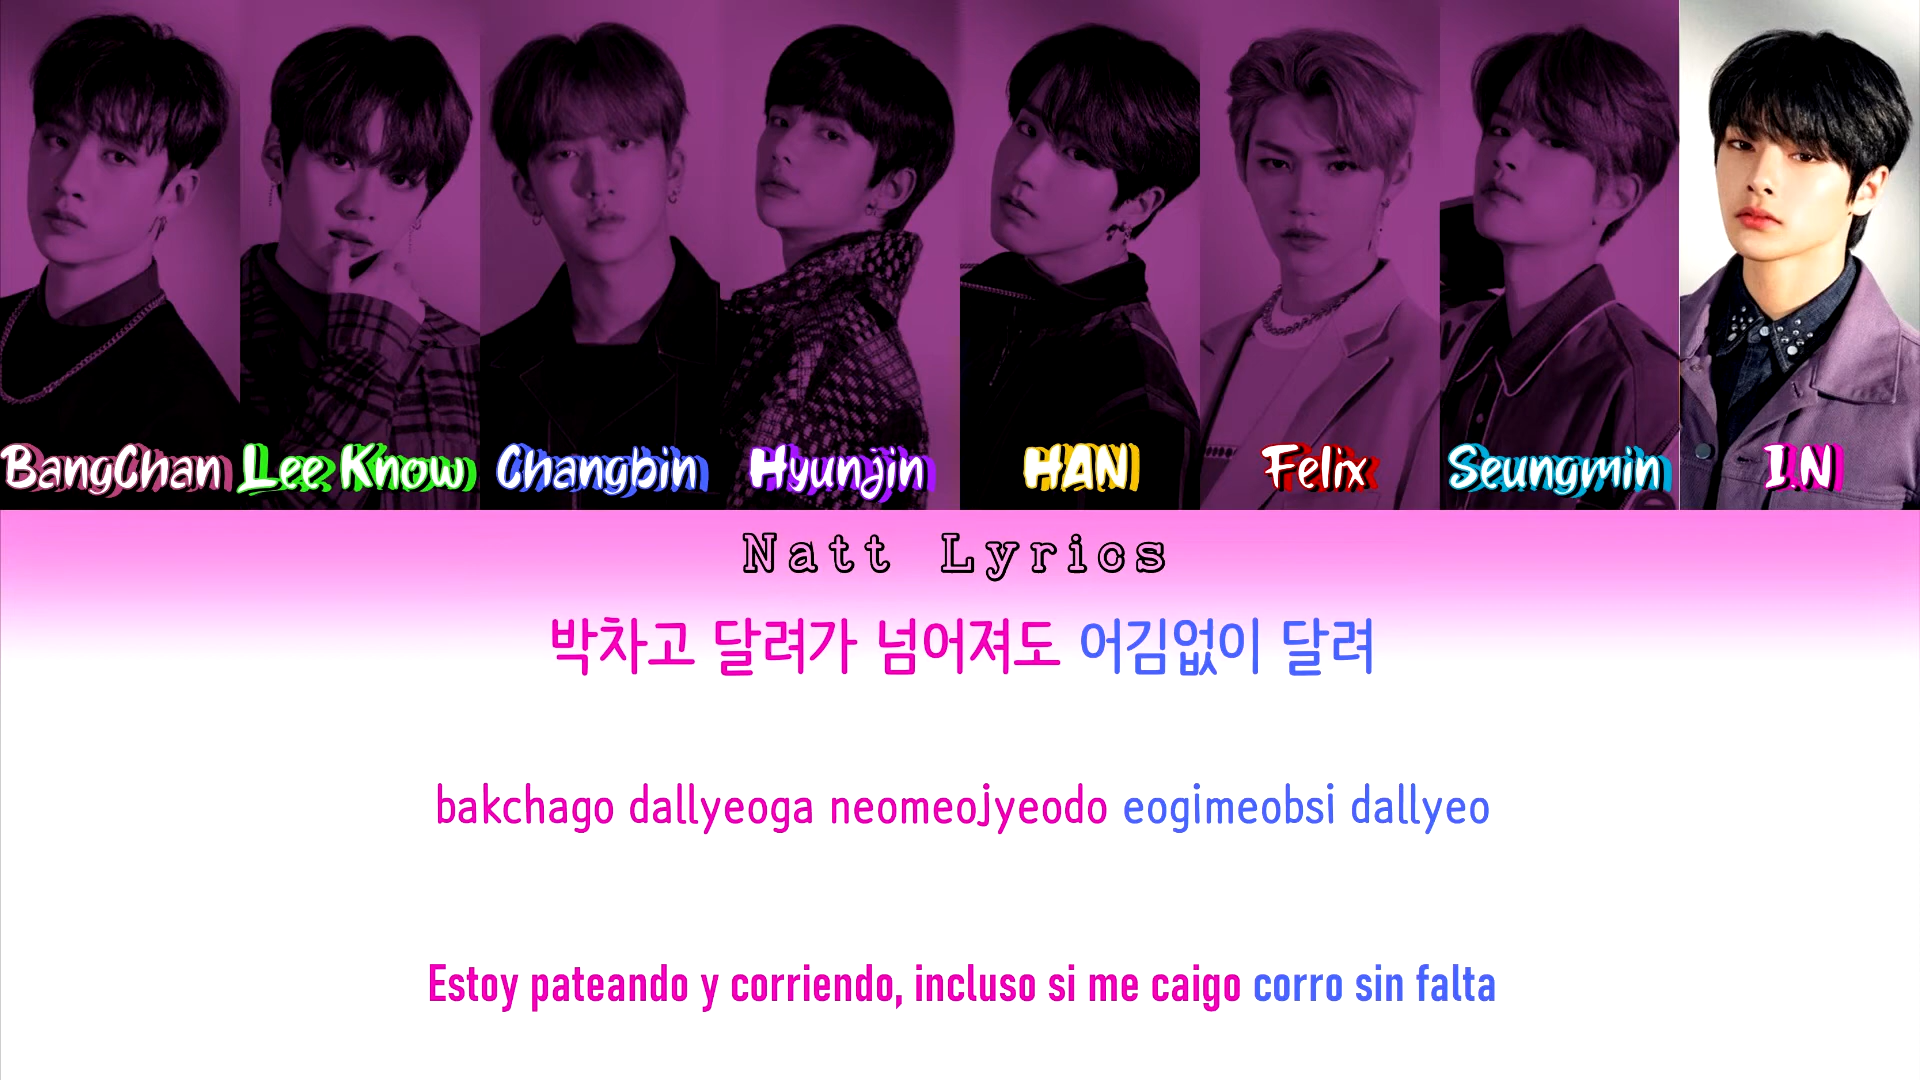 BangChan Lee Know Changbin Hyunjin HAN Felix Seungmin I.N
Natt Lyrics
박차고 달려가 넘어져도 어김없이 달려
bakchago dallyeoga neomeojyeodo eogimeobsi dallyeo
Estoy pateando y corriendo, incluso si me caigo corro sin falta